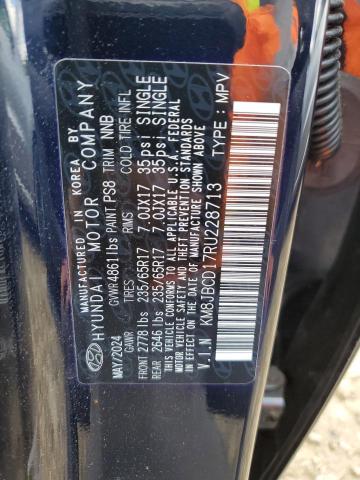 MANUFACTURED IN KOREA BY
HYUNDAI MOTOR COMPANY
MAY/2024 GVWR4861lbs PAINT PS8 TRIM NNB
GAWR TIRES RIMS COLD TIRE INFL
FRONT 2778 lbs 235/65R17 7.0JX17 35psi SINGLE
REAR 2646 lbs 235/65R17 7.0JX17 35psi SINGLE
THIS VEHICLE CONFORMS TO ALL APPLICABLE U.S.A. FEDERAL
MOTOR VEHICLE SAFETY, BUMPER, AND THEFT PREVENTION STANDARDS
IN EFFECT ON THE DATE OF MANUFACTURE SHOWN ABOVE
V.I.N KM8JBCD17RU228713 TYPE : MPV